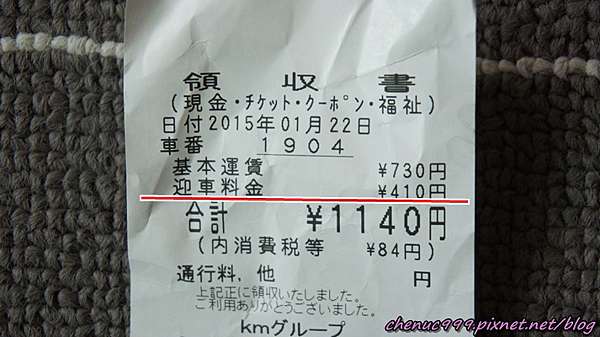 領収書
(現金・チケット・クーポン・福祉)
日付2015年01月22日
車番 1904
基本運賃 ¥730円
迎車料金 ¥410円
合計 ¥1140円
(内消費税等 ¥84円)
通行料,他 円
上記正に領収いたしました。
ご利用ありがとうございました。
kmグループ
chenuc999.pixnet.net/blog